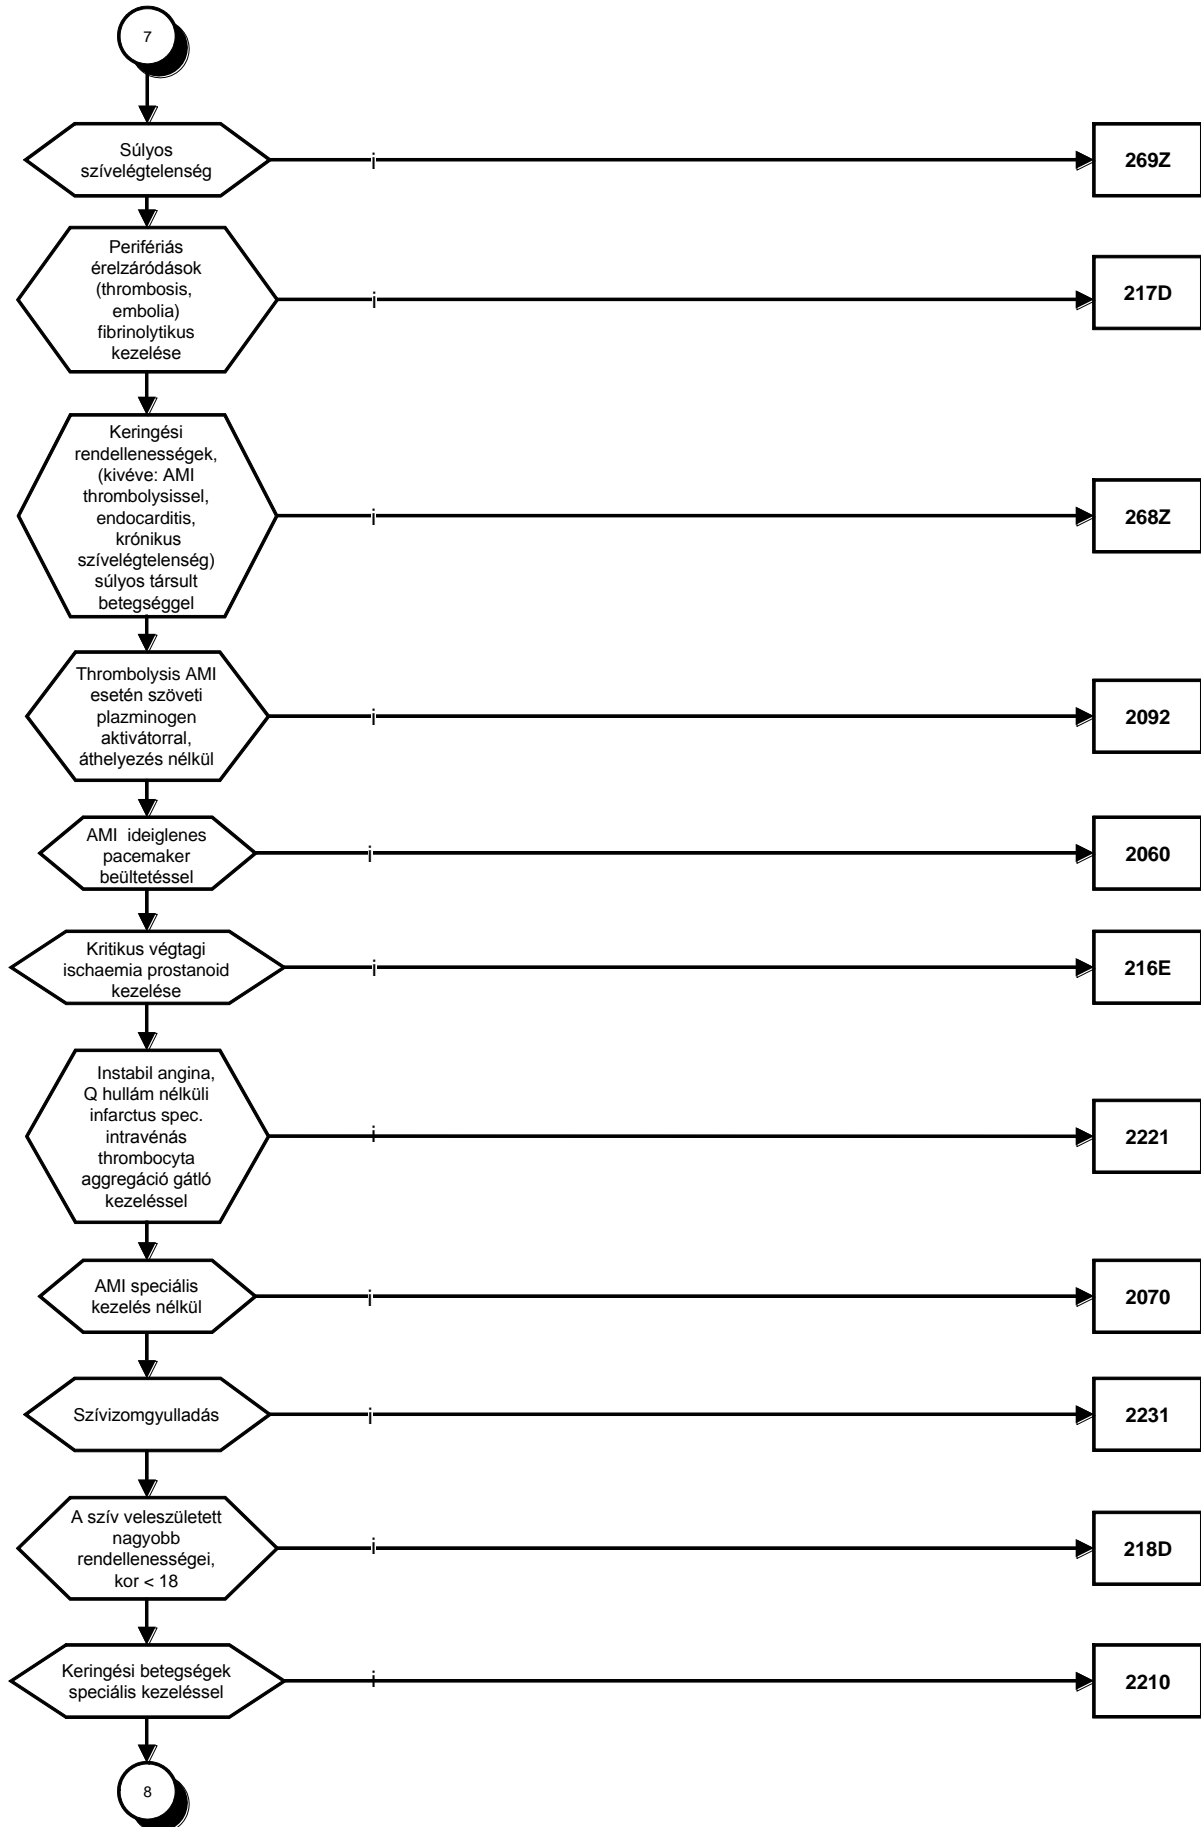 7
Súlyos
szívelégtelenség
i
269Z
Perifériás
érelzáródások
(thrombosis,
embolia)
fibrinolytikus
kezelése
i
217D
Keringési
rendellenességek,
(kivéve: AMI
thrombolysissel,
endocarditis,
krónikus
szívelégtelenség)
súlyos társult
betegséggel
i
268Z
Thrombolysis AMI
esetén szöveti
plazminogen
aktivátorral,
áthelyezés nélkül
i
2092
AMI ideiglenes
pacemaker
beültetéssel
i
2060
Kritikus végtagi
ischaemia prostanoid
kezelése
i
216E
Instabil angina,
Q hullám nélküli
infarctus spec.
intravénás
thrombocyta
aggregáció gátló
kezeléssel
i
2221
AMI speciális
kezelés nélkül
i
2070
Szívizomgyulladás
i
2231
A szív veleszületett
nagyobb
rendellenességei,
kor < 18
i
218D
Keringési betegségek
speciális kezeléssel
i
2210
8